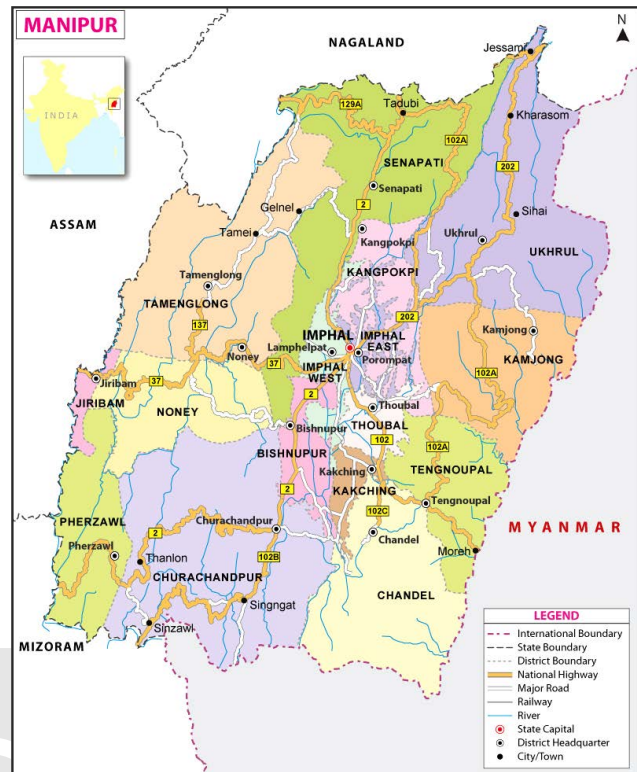 MANIPUR
N
NAGALAND
INDIA
Jessami
129A
Tadubi
102A
Kharasom
SENAPATI
202
ASSAM
2
Senapati
Gelnel
Sihai
Tamei
Kangpokpi
Ukhrul
UKHRUL
KANGPOKPI
Tamenglong
TAMENGLONG
202
137
IMPHAL
IMPHAL
EAST
Kamjong
Noney
Lamphelpat
Porompat
KAMJONG
37
IMPHAL
WEST
Jiribam
37
102A
JIRIBAM
2
NONEY
Thoubal
THOUBAL
Bishnupur
102
102A
BISHNUPUR
TENGNOUPAL
Kakching
KAKCHING
2
Tengnoupal
MYANMAR
PHERZAWL
Churachandpur
102C
2
Chandel
Pherzawl
Moreh
Thanlon
102B
CHURACHANDPUR
CHANDEL
Singngat
Sinzawl
MIZORAM
LEGEND
International Boundary
State Boundary
District Boundary
National Highway
Major Road
Railway
River
State Capital
District Headquarter
City/Town